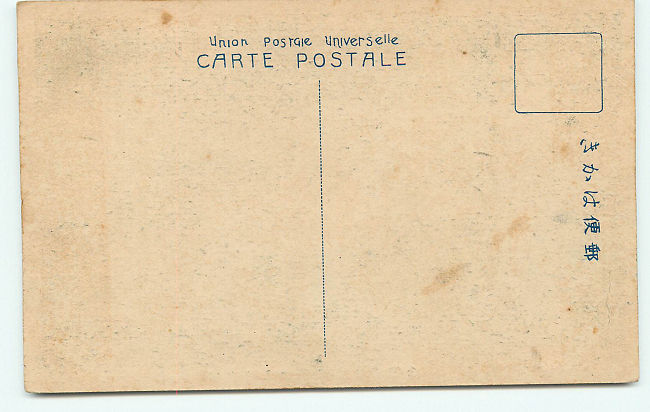 Union Postale Universelle
CARTE POSTALE
きかは便郵